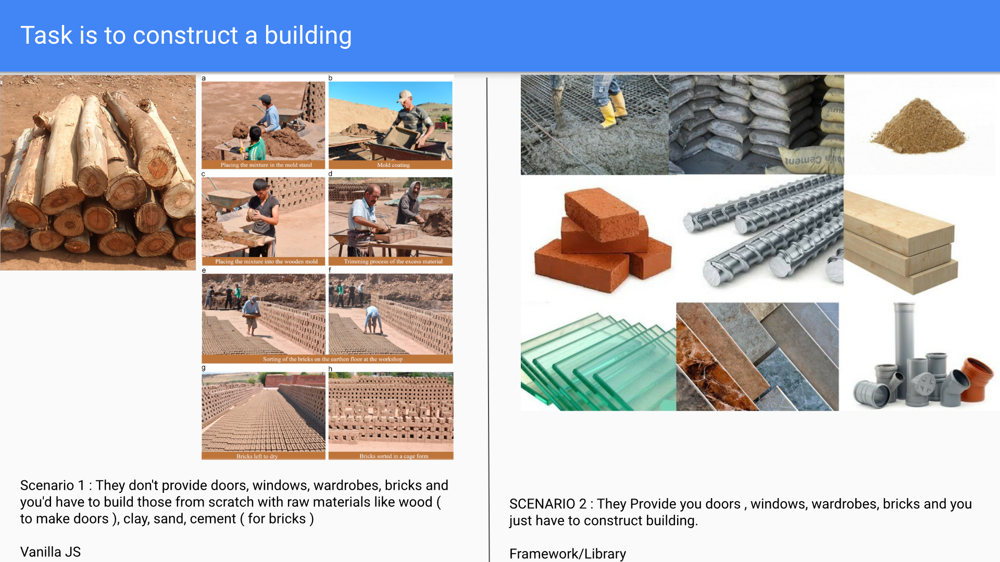 Task is to construct a building
a
b
Placing the mixture in the mold stand
Mold coating
c
d
Placing the mixture into the wooden mold
Trimming process of the excess material
e
f
Sorting of the bricks on the earthen floor at the workshop
g
h
Bricks left to dry
Bricks sorted in a cage form
Cement
Scenario 1 : They don't provide doors, windows, wardrobes, bricks and
you'd have to build those from scratch with raw materials like wood (
to make doors ), clay, sand, cement ( for bricks )
Vanilla JS
SCENARIO 2 : They Provide you doors , windows, wardrobes, bricks and you
just have to construct building.
Framework/Library